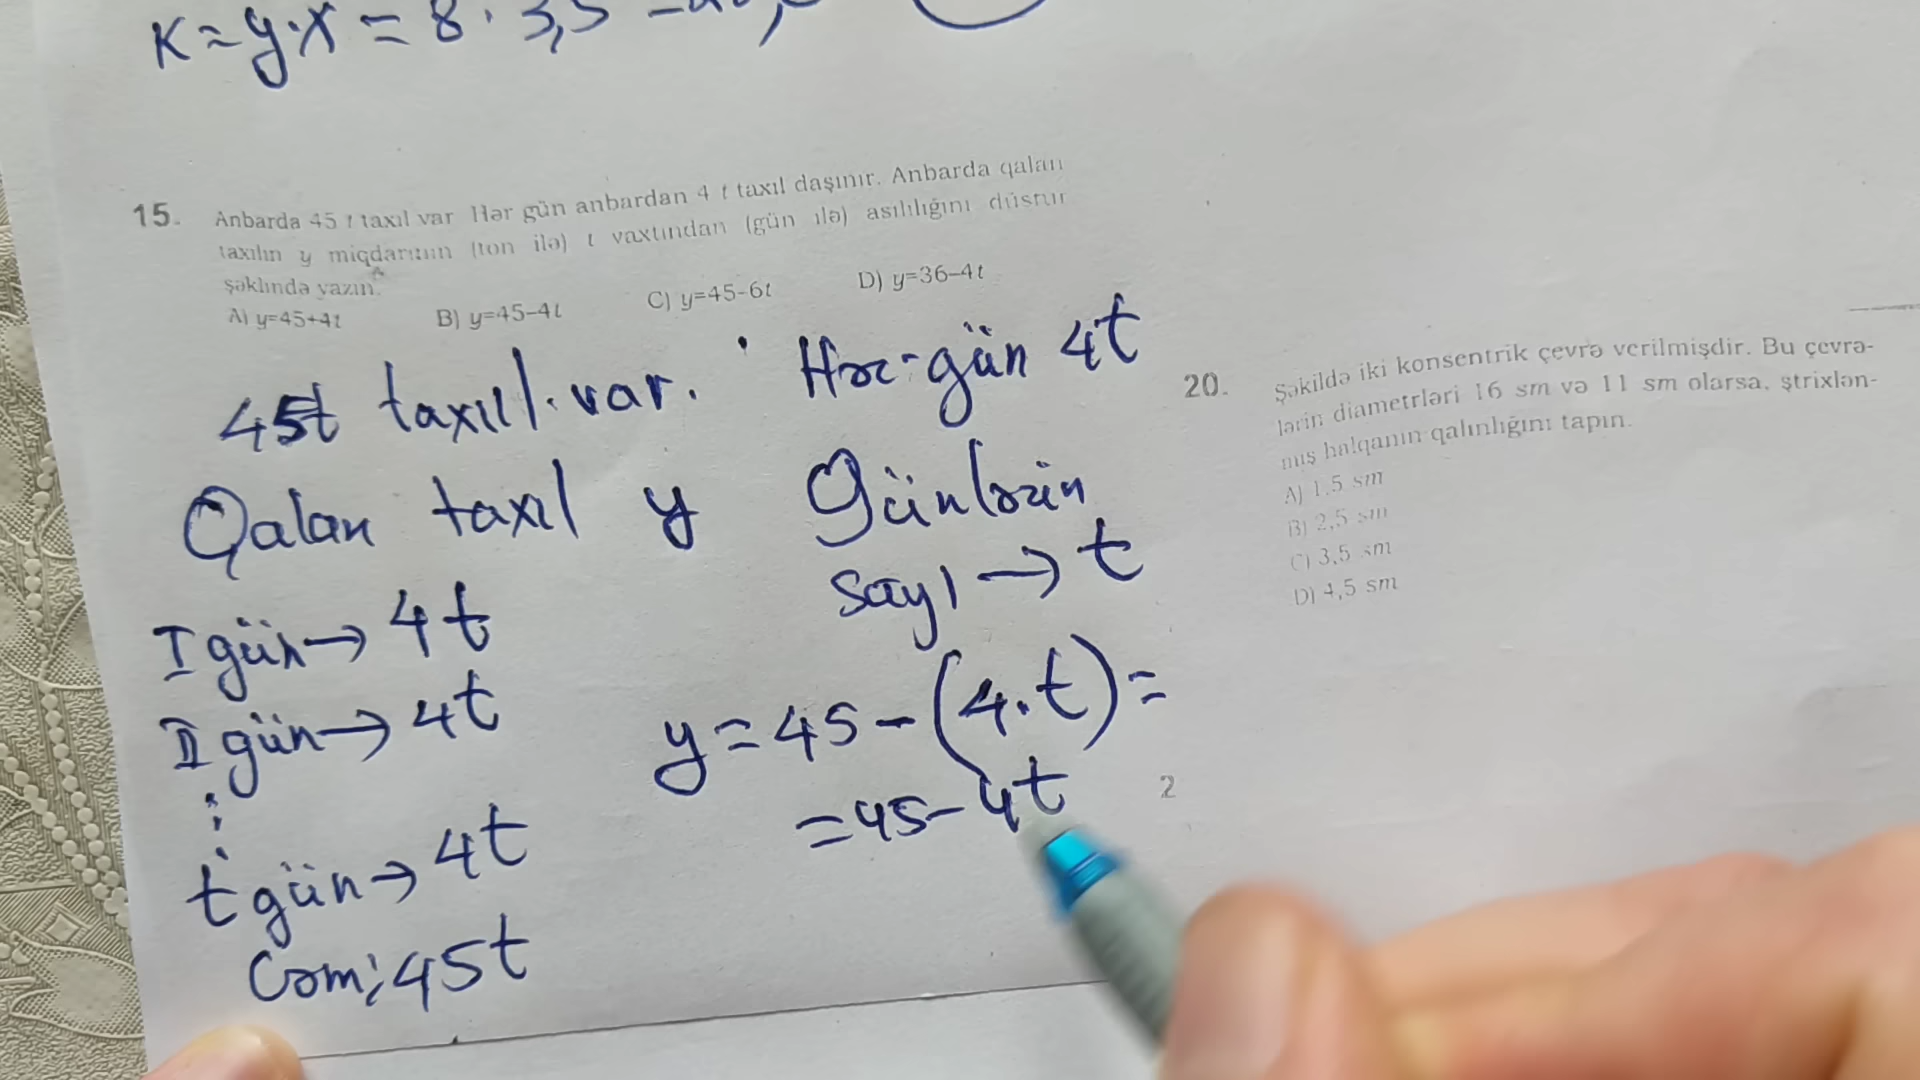 K=y·x=8·3,5
15. Anbarda 45 t taxıl var Hər gün anbardan 4 t taxıl daşınır. Anbarda qalan
taxılın y miqdarının (ton ilə) t vaxtından (gün ilə) asılılığını düstur
şəklində yazın.
A) y=45+4t B) y=45-4t C) y=45-6t D) y=36-4t
45t taxıl var. Hər gün 4t
Qalan taxıl y Günlərin
sayı → t
I gün → 4t
II gün → 4t
t gün → 4t
Cəm: 45t
y=45-(4.t)=
=45-4t
2
20. Şəkildə iki konsentrik çevrə verilmişdir. Bu çevrə-
lərin diametrləri 16 sm və 11 sm olarsa, ştrixlən-
miş halqanın qalınlığını tapın.
A) 1,5 sm
B) 2,5 sm
C) 3,5 sm
D) 4,5 sm